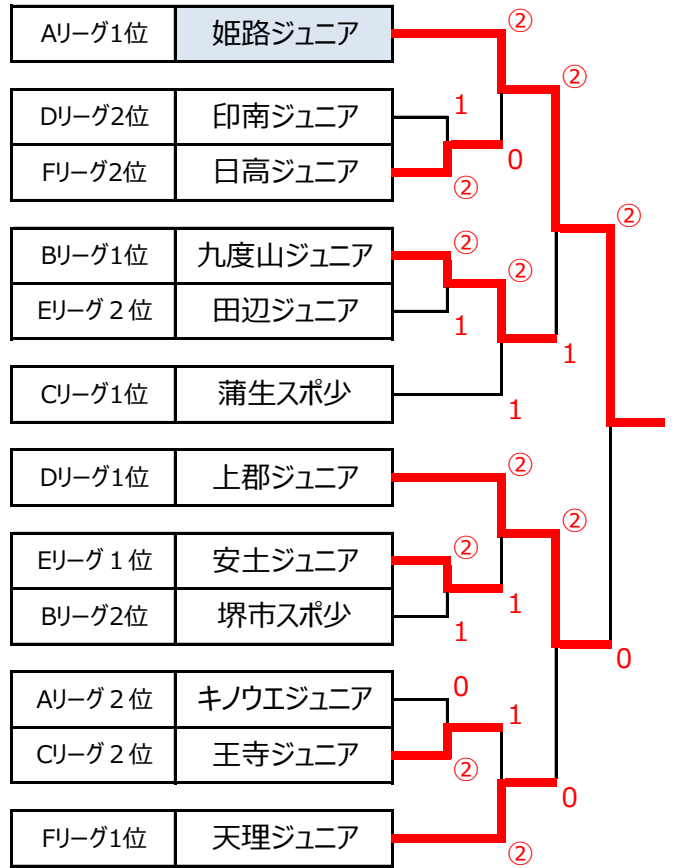 Aリーグ1位 姫路ジュニア ②
②
Dリーグ2位 印南ジュニア 1
0
Fリーグ2位 日高ジュニア ②
②
Bリーグ1位 九度山ジュニア ② ②
Eリーグ２位 田辺ジュニア 1
1
Cリーグ1位 蒲生スポ少 1
Dリーグ1位 上郡ジュニア ②
②
Eリーグ１位 安土ジュニア ②
1
Bリーグ2位 堺市スポ少 1
0
Aリーグ２位 キノウエジュニア 0
1
Cリーグ２位 王寺ジュニア ②
0
Fリーグ1位 天理ジュニア ②